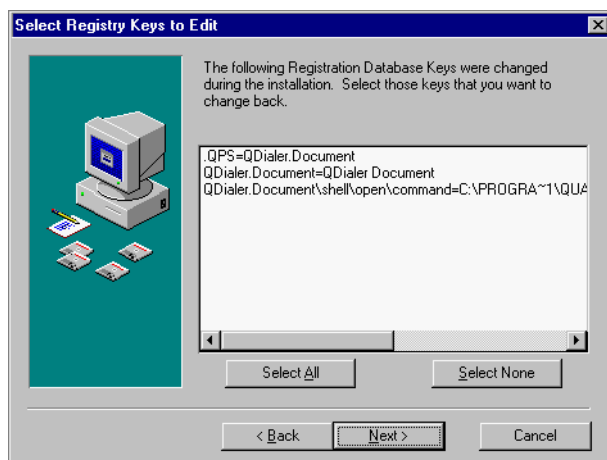 Select Registry Keys to Edit
The following Registration Database Keys were changed
during the installation. Select those keys that you want to
change back.
.QPS=QDialer.Document
QDialer.Document=QDialer Document
QDialer.Document\shell\open\command=C:\PROGRA~1\QUA
Select All
Select None
< Back
Next >
Cancel